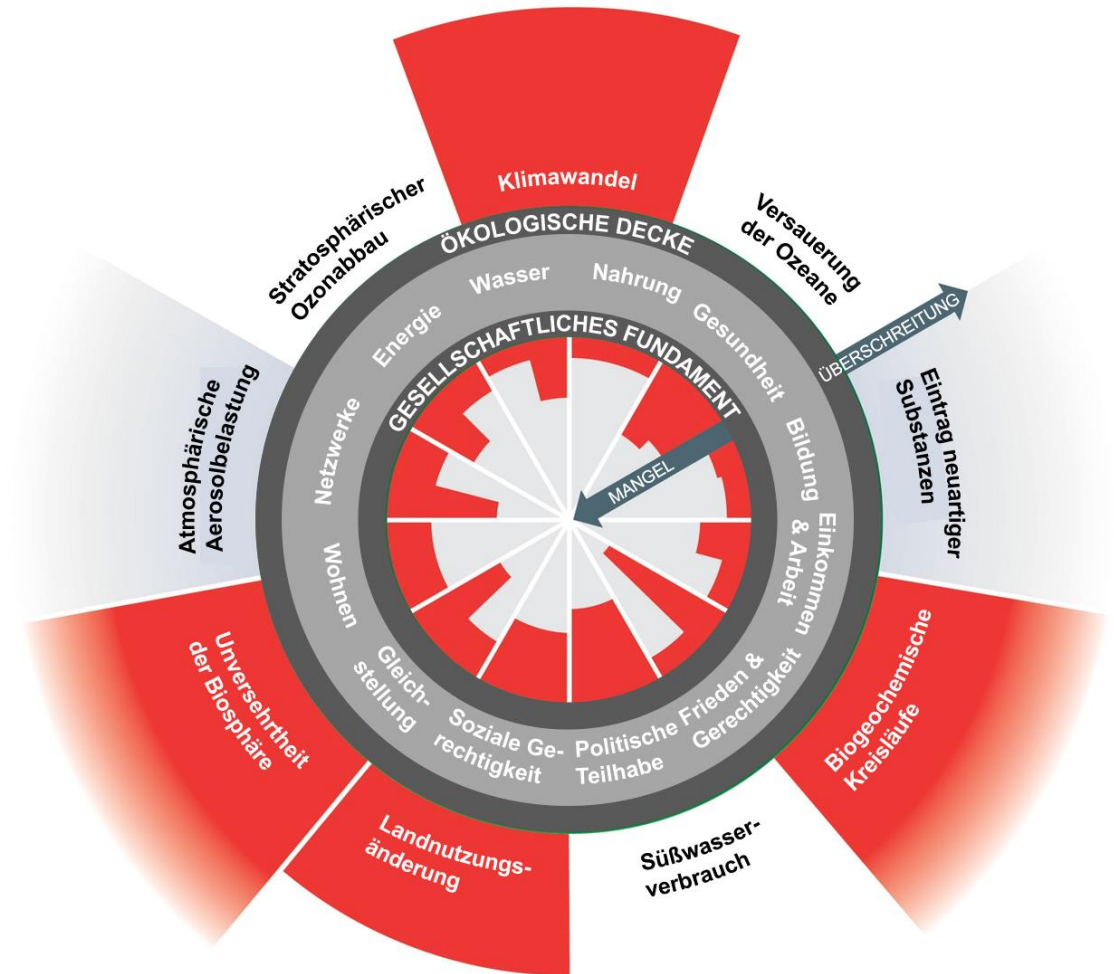 Klimawandel
Stratosphärischer
Ozonabbau
Versauerung
der Ozeane
ÖKOLOGISCHE DECKE
Wasser
Nahrung
Energie
Gesundheit
GESELLSCHAFTLICHES FUNDAMENT
ÜBERSCHREITUNG
Atmosphärische
Aerosolbelastung
Netzwerke
Bildung
MANGEL
Eintrag neuartiger
Substanzen
Wohnen
Einkommen
& Arbeit
Unversehrtheit
der Biosphäre
Gleich-
stellung
Soziale Ge-
rechtigkeit
Politische
Teilhabe
Frieden &
Gerechtigkeit
Biogeochemische
Kreisläufe
Landnutzungs-
änderung
Süßwasser-
verbrauch